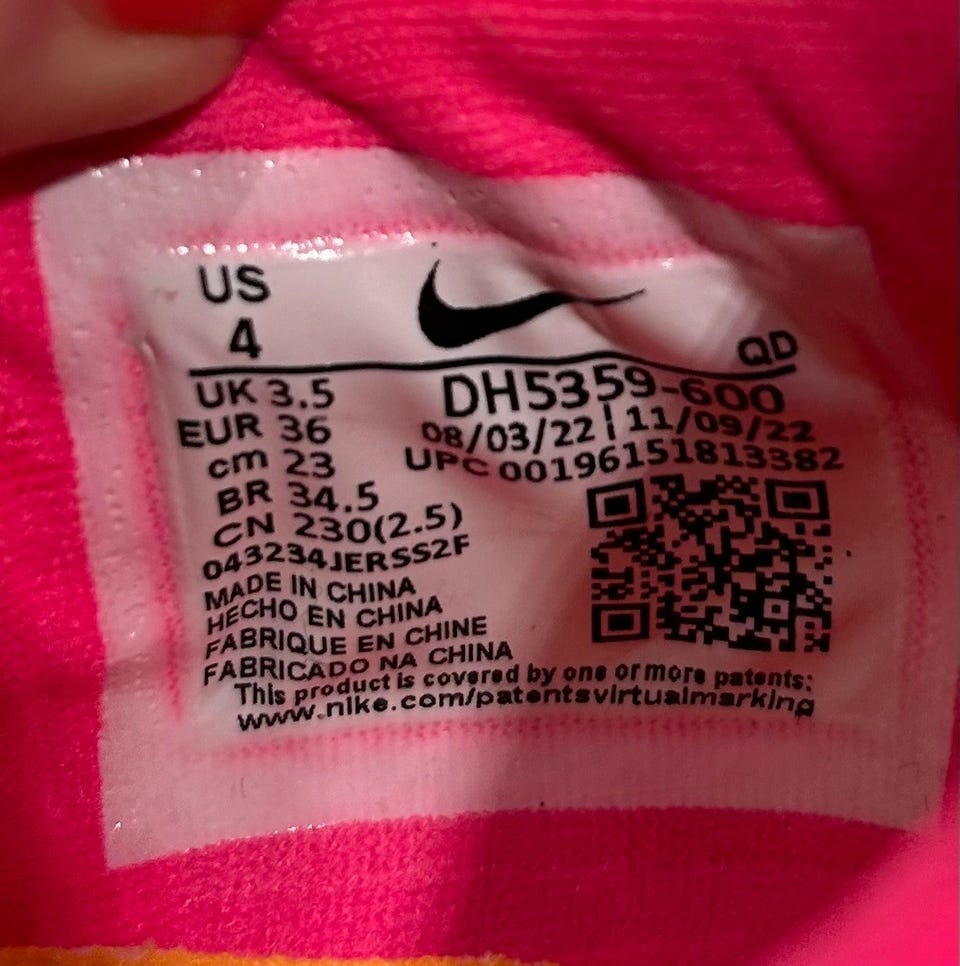 US
4
QD
UK 3.5
EUR 36
cm 23
BR 34.5
CN 230(2.5)
043234JERSS2F
DH5359-600
08/03/22 | 11/09/22
UPC 00196151813382
MADE IN CHINA
HECHO EN CHINA
FABRIQUE EN CHINE
FABRICADO NA CHINA
This product is covered by one or more patents:
www.nike.com/patentsvirtualmarking